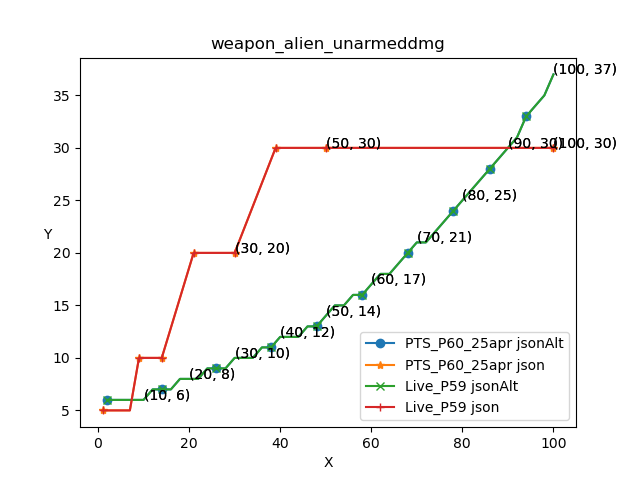 weapon_alien_unarmeddmg
(100, 37)
35
30
(50, 30)
(90, 30)
(100, 30)
25
(80, 25)
Y
(70, 21)
20
(30, 20)
(60, 17)
15
(50, 14)
(40, 12)
10
(30, 10)
(20, 8)
(10, 6)
5
PTS_P60_25apr jsonAlt
PTS_P60_25apr json
Live_P59 jsonAlt
Live_P59 json
0 20 40 60 80 100
X